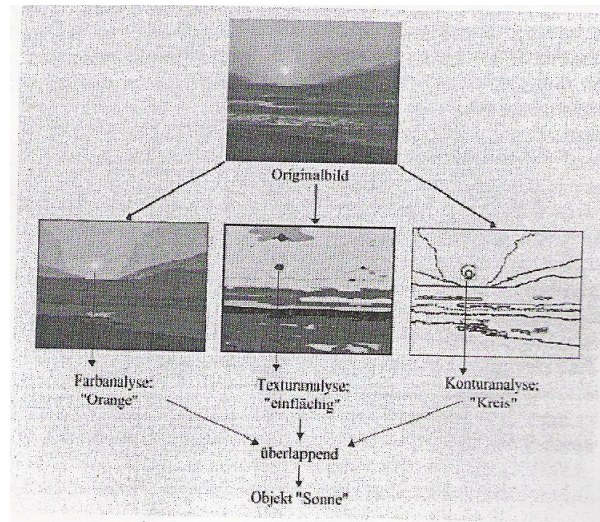 Originalbild
Farbanalyse:
"Orange"
Texturanalyse:
"einflächig"
Konturanalyse:
"Kreis"
überlappend
Objekt "Sonne"